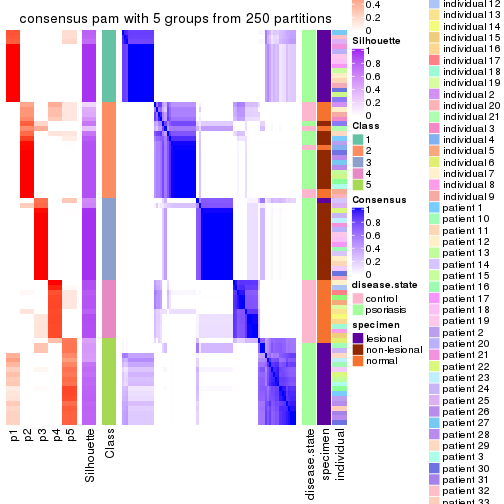 consensus pam with 5 groups from 250 partitions
p1
p2
p3
p4
p5
Silhouette
Class
disease.state
specimen
individual
0.4
0.2
0
Silhouette
1
0.8
0.6
0.4
0.2
0
Class
1
2
3
4
5
Consensus
1
0.8
0.6
0.4
0.2
0
disease.state
control
psoriasis
specimen
lesional
non-lesional
normal
individual 12
individual 13
individual 14
individual 15
individual 16
individual 17
individual 18
individual 19
individual 2
individual 20
individual 21
individual 3
individual 4
individual 5
individual 6
individual 7
individual 8
individual 9
patient 1
patient 10
patient 11
patient 12
patient 13
patient 14
patient 15
patient 16
patient 17
patient 18
patient 19
patient 2
patient 20
patient 21
patient 22
patient 23
patient 24
patient 25
patient 26
patient 27
patient 28
patient 29
patient 3
patient 30
patient 31
patient 32
patient 33